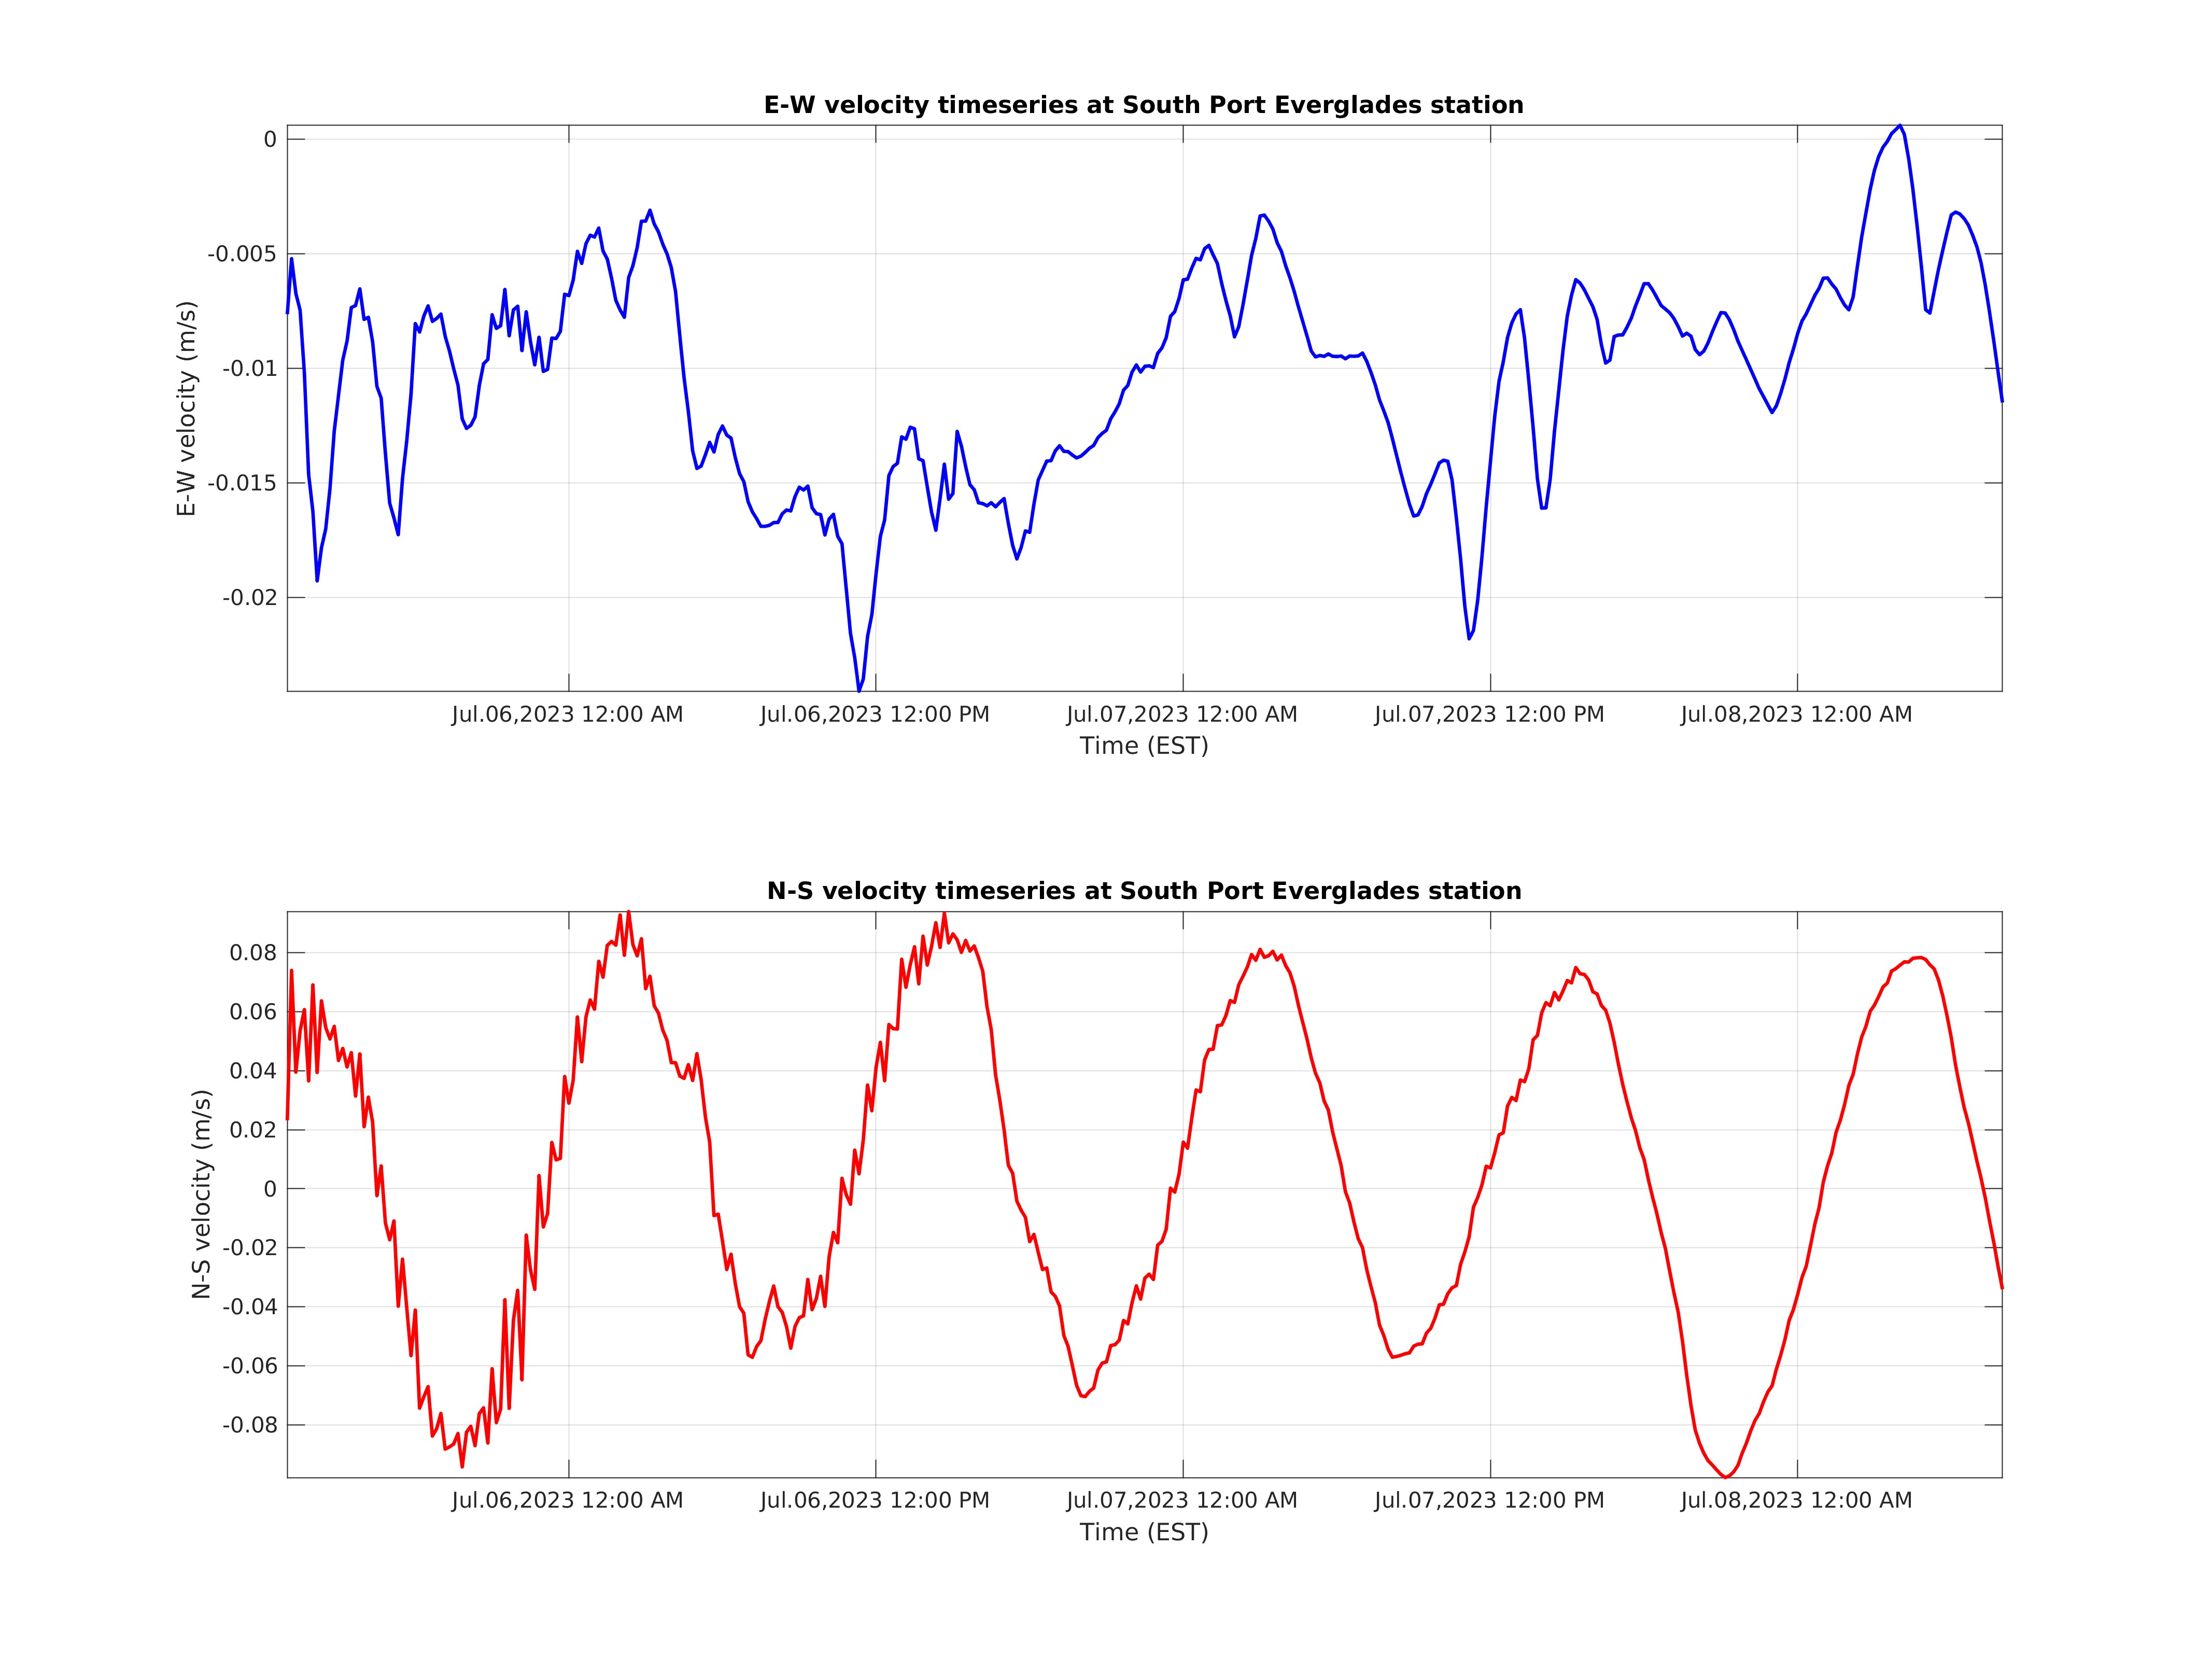 E-W velocity timeseries at South Port Everglades station
E-W velocity (m/s)
0
-0.005
-0.01
-0.015
-0.02
Jul.06,2023 12:00 AM
Jul.06,2023 12:00 PM
Jul.07,2023 12:00 AM
Jul.07,2023 12:00 PM
Jul.08,2023 12:00 AM
Time (EST)
N-S velocity timeseries at South Port Everglades station
N-S velocity (m/s)
0.08
0.06
0.04
0.02
0
-0.02
-0.04
-0.06
-0.08
Jul.06,2023 12:00 AM
Jul.06,2023 12:00 PM
Jul.07,2023 12:00 AM
Jul.07,2023 12:00 PM
Jul.08,2023 12:00 AM
Time (EST)